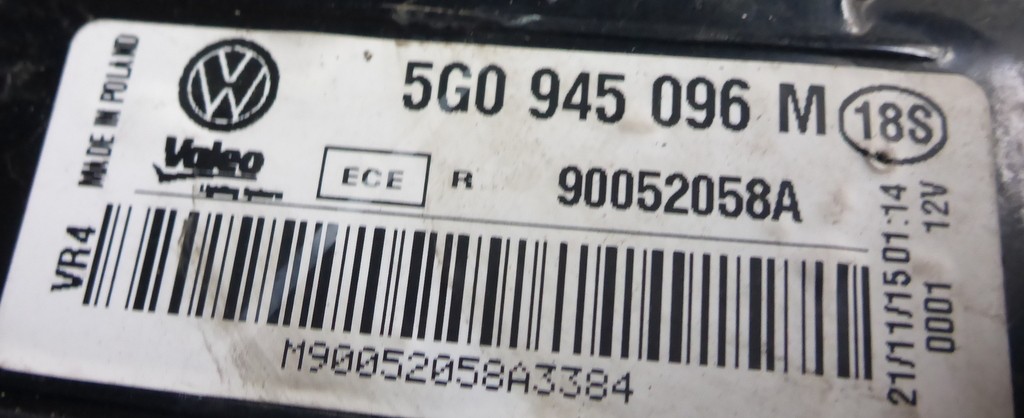 MADE IN POLAND
5G0 945 096 M 18S
Valeo
ECE R 90052058A
VR4
M90052058A3384
21/11/15 01:14
0001 12V